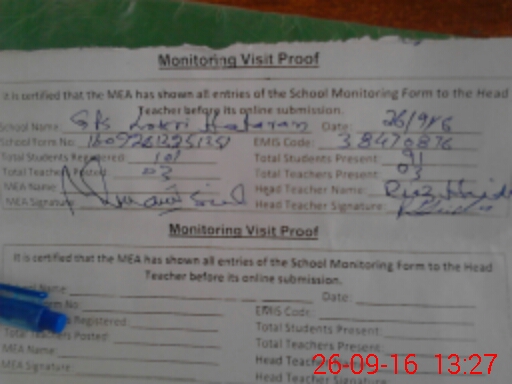 Monitoring Visit Proof
It is certified that the MEA has shown all entries of the School Monitoring Form to the Head
Teacher before its online submission.
School Name: GPS Date: 26/9/16
School Form No. EMIS Code: 38470876
Total Students Registered: 101 Total Students Present: 91
Total Teachers Posted: 03 Total Teachers Present: 03
MEA Name: Head Teacher Name:
MEA Signature: Head Teacher Signature:
Monitoring Visit Proof
It is certified that the MEA has shown all entries of the School Monitoring Form to the Head
Teacher before its online submission.
Name: Date:
Form No EMIS Code:
Registered: Total Students Present:
Total Teachers Posted: Total Teachers Present:
MEA Name: Head Teacher
MEA Signature: Head Teacher Signature:
26-09-16 13:27